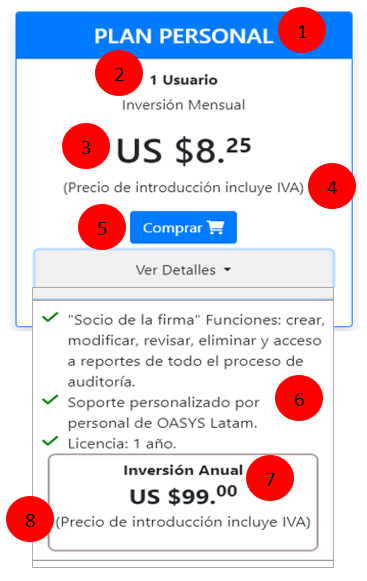 PLAN PERSONAL 1
2 1 Usuario
Inversión Mensual
3 US $8.25
(Precio de introducción incluye IVA) 4
5 Comprar
Ver Detalles
"Socio de la firma" Funciones: crear,
modificar, revisar, eliminar y acceso
a reportes de todo el proceso de
auditoría.
Soporte personalizado por 6
personal de OASYS Latam.
Licencia: 1 año.
Inversión Anual 7
US $99.00
8 (Precio de introducción incluye IVA)